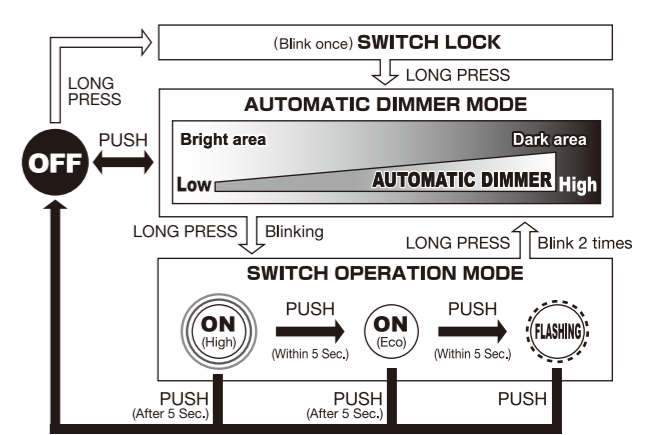 (Blink once) SWITCH LOCK
LONG
PRESS
LONG PRESS
AUTOMATIC DIMMER MODE
OFF
PUSH
Bright area
Dark area
Low
AUTOMATIC DIMMER
High
LONG PRESS
Blinking
LONG PRESS
Blink 2 times
SWITCH OPERATION MODE
ON
(High)
PUSH
(Within 5 Sec.)
ON
(Eco)
PUSH
(Within 5 Sec.)
FLASHING
PUSH
(After 5 Sec.)
PUSH
(After 5 Sec.)
PUSH